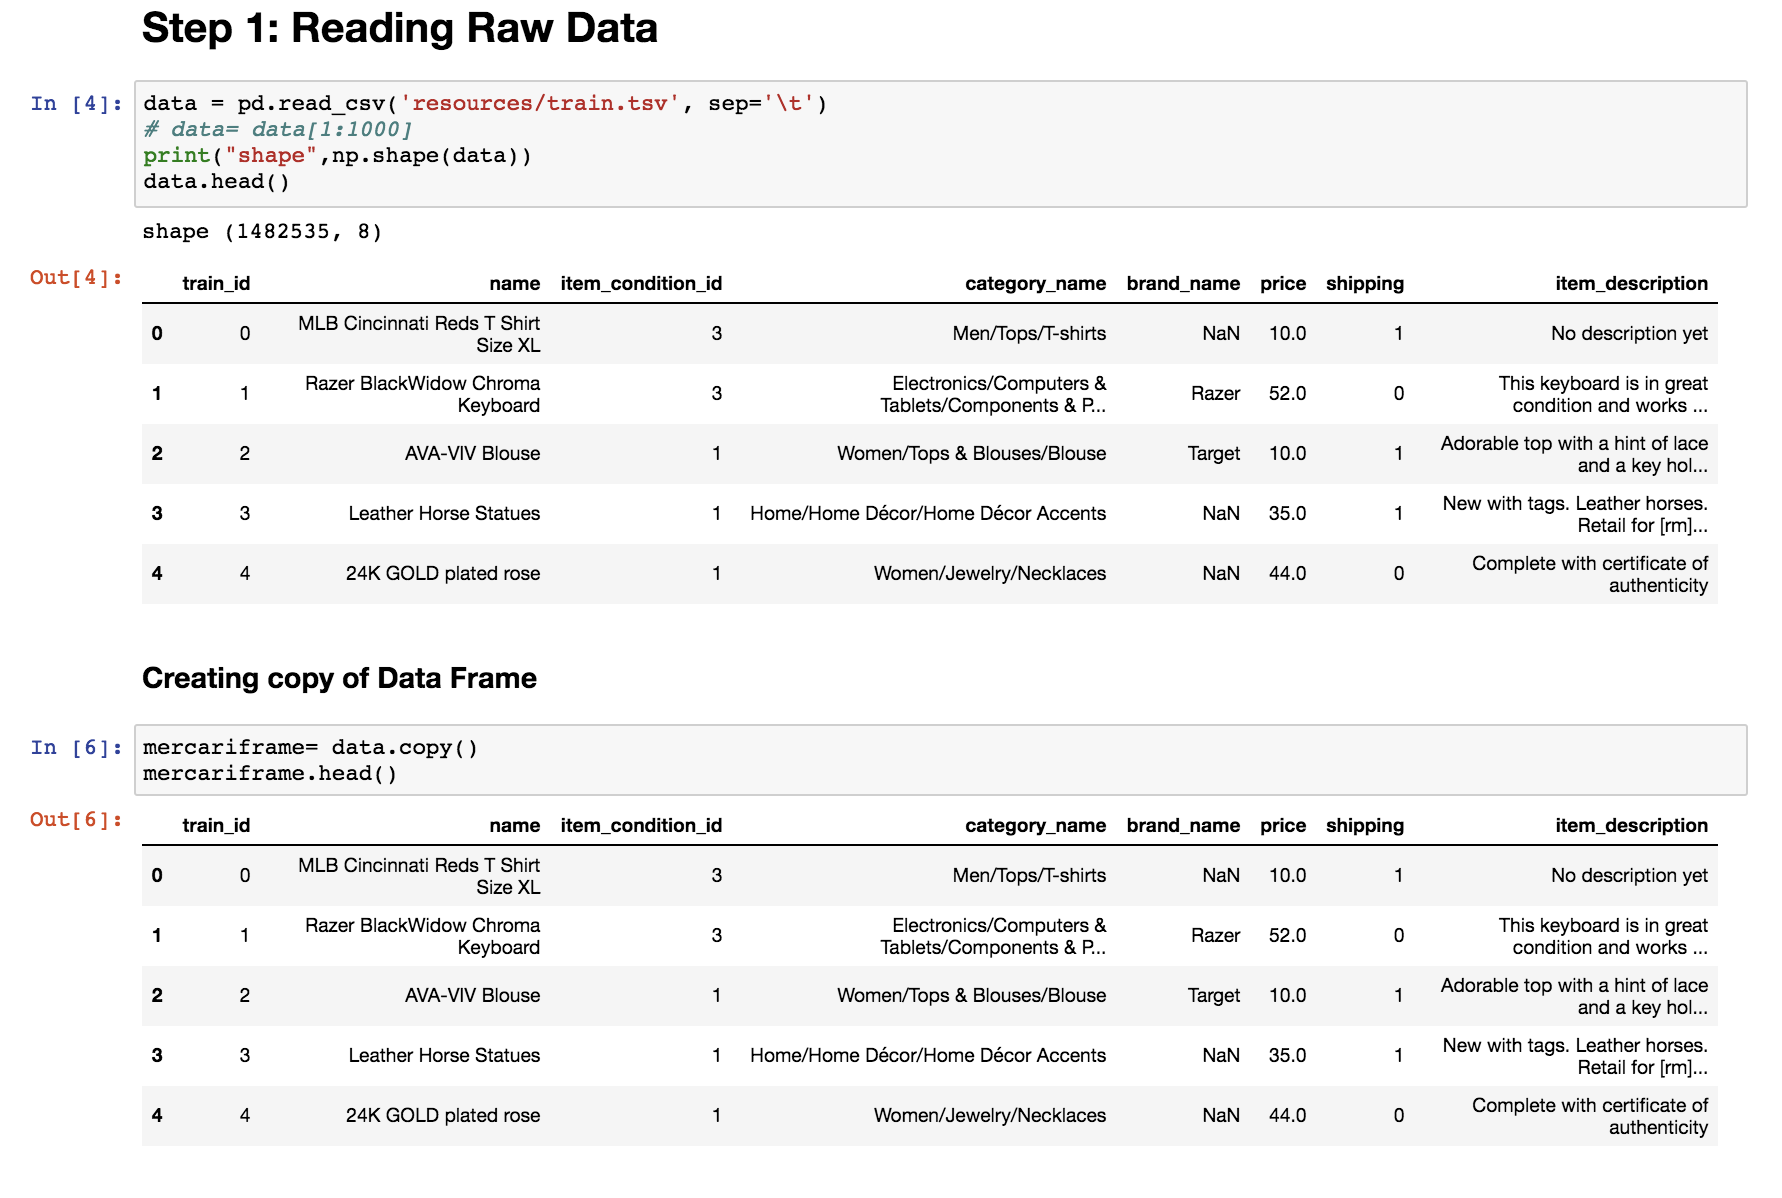 Step 1: Reading Raw Data
In [4]:
data = pd.read_csv('resources/train.tsv', sep='\t')
# data= data[1:1000]
print("shape",np.shape(data))
data.head()
shape (1482535, 8)
Out[4]:
train_id name item_condition_id category_name brand_name price shipping item_description
0 0 MLB Cincinnati Reds T Shirt Size XL 3 Men/Tops/T-shirts NaN 10.0 1 No description yet
1 1 Razer BlackWidow Chroma Keyboard 3 Electronics/Computers & Tablets/Components & P... Razer 52.0 0 This keyboard is in great condition and works ...
2 2 AVA-VIV Blouse 1 Women/Tops & Blouses/Blouse Target 10.0 1 Adorable top with a hint of lace and a key hol...
3 3 Leather Horse Statues 1 Home/Home Décor/Home Décor Accents NaN 35.0 1 New with tags. Leather horses. Retail for [rm]...
4 4 24K GOLD plated rose 1 Women/Jewelry/Necklaces NaN 44.0 0 Complete with certificate of authenticity
Creating copy of Data Frame
In [6]:
mercariframe= data.copy()
mercariframe.head()
Out[6]:
train_id name item_condition_id category_name brand_name price shipping item_description
0 0 MLB Cincinnati Reds T Shirt Size XL 3 Men/Tops/T-shirts NaN 10.0 1 No description yet
1 1 Razer BlackWidow Chroma Keyboard 3 Electronics/Computers & Tablets/Components & P... Razer 52.0 0 This keyboard is in great condition and works ...
2 2 AVA-VIV Blouse 1 Women/Tops & Blouses/Blouse Target 10.0 1 Adorable top with a hint of lace and a key hol...
3 3 Leather Horse Statues 1 Home/Home Décor/Home Décor Accents NaN 35.0 1 New with tags. Leather horses. Retail for [rm]...
4 4 24K GOLD plated rose 1 Women/Jewelry/Necklaces NaN 44.0 0 Complete with certificate of authenticity